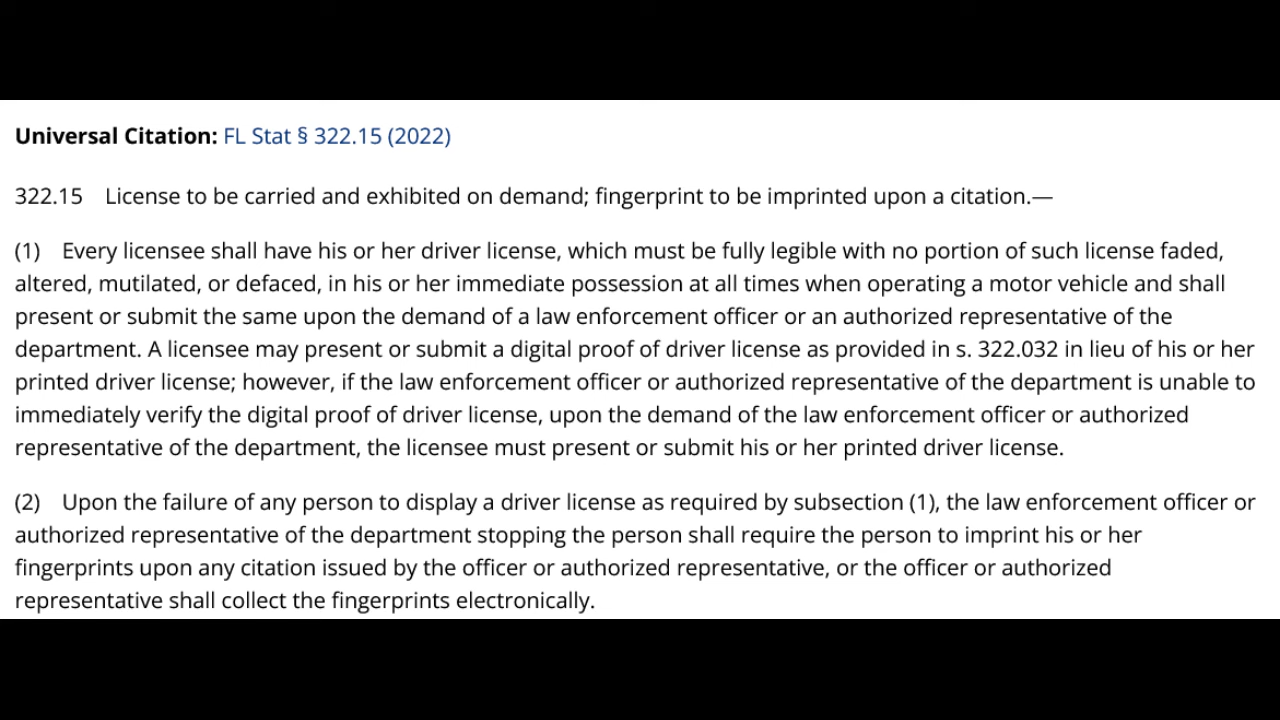 Universal Citation: FL Stat § 322.15 (2022)
322.15 License to be carried and exhibited on demand; fingerprint to be imprinted upon a citation.—
(1) Every licensee shall have his or her driver license, which must be fully legible with no portion of such license faded,
altered, mutilated, or defaced, in his or her immediate possession at all times when operating a motor vehicle and shall
present or submit the same upon the demand of a law enforcement officer or an authorized representative of the
department. A licensee may present or submit a digital proof of driver license as provided in s. 322.032 in lieu of his or her
printed driver license; however, if the law enforcement officer or authorized representative of the department is unable to
immediately verify the digital proof of driver license, upon the demand of the law enforcement officer or authorized
representative of the department, the licensee must present or submit his or her printed driver license.
(2) Upon the failure of any person to display a driver license as required by subsection (1), the law enforcement officer or
authorized representative of the department stopping the person shall require the person to imprint his or her
fingerprints upon any citation issued by the officer or authorized representative, or the officer or authorized
representative shall collect the fingerprints electronically.